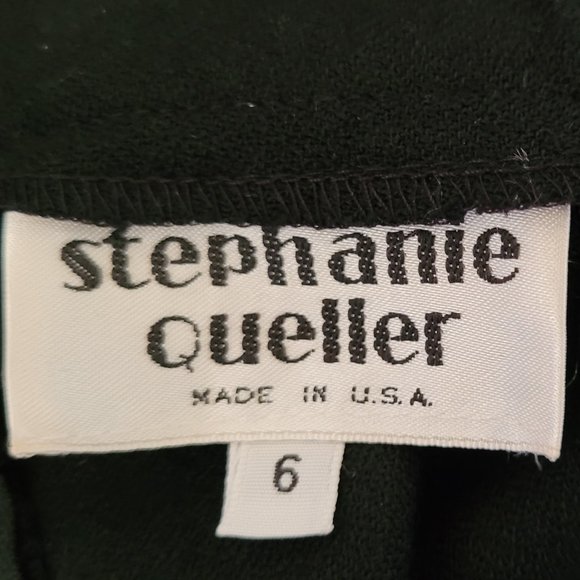 stephanie
Queller
MADE IN U.S.A.
6